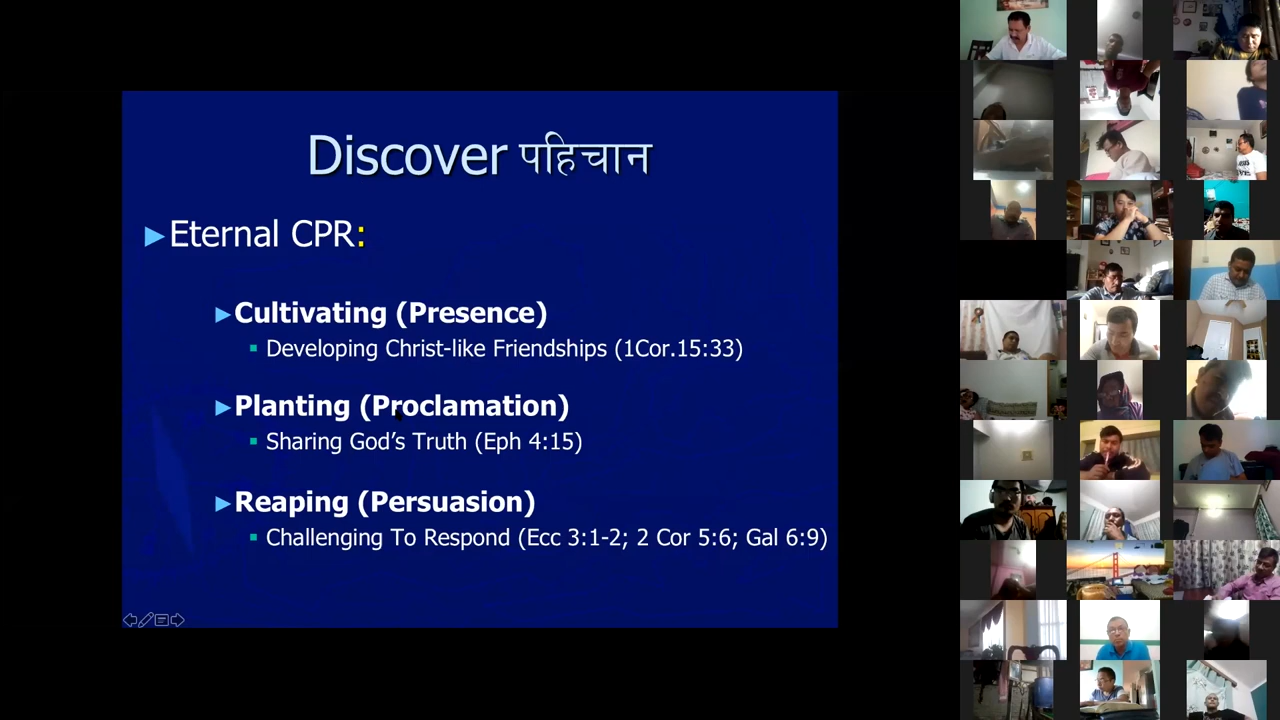 Discover पहिचान
Eternal CPR:
Cultivating (Presence)
Developing Christ-like Friendships (1Cor.15:33)
Planting (Proclamation)
Sharing God's Truth (Eph 4:15)
Reaping (Persuasion)
Challenging To Respond (Ecc 3:1-2; 2 Cor 5:6; Gal 6:9)